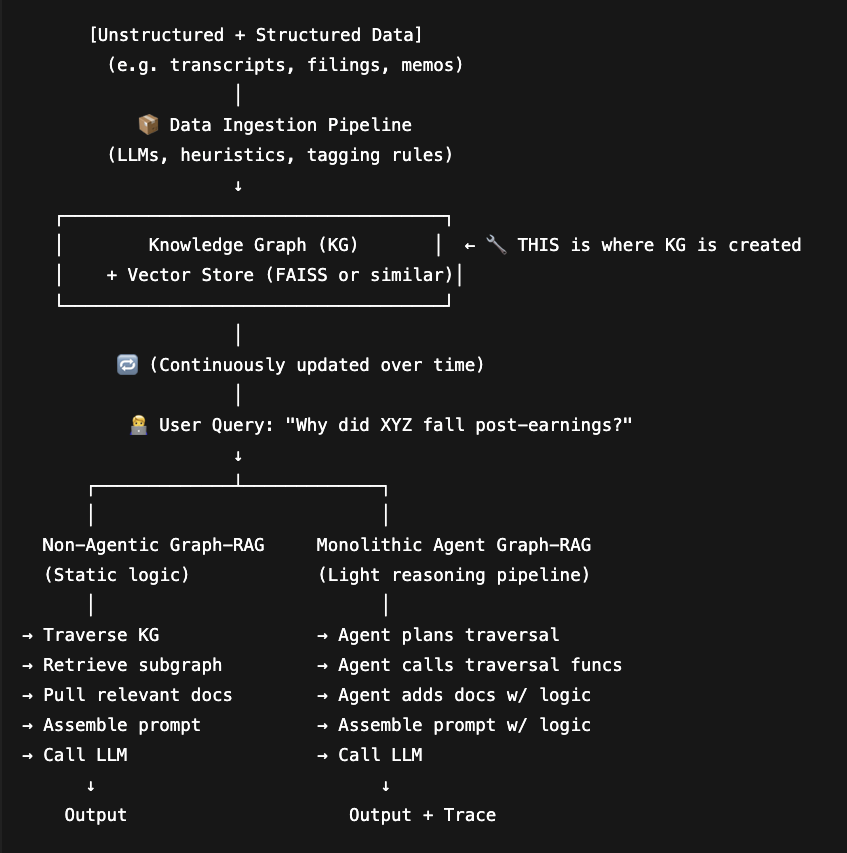 [Unstructured + Structured Data]
(e.g. transcripts, filings, memos)
📦 Data Ingestion Pipeline
(LLMs, heuristics, tagging rules)
↓
Knowledge Graph (KG) ← 🔧 THIS is where KG is created
+ Vector Store (FAISS or similar)
🔁 (Continuously updated over time)
🧑‍💻 User Query: "Why did XYZ fall post-earnings?"
↓
Non-Agentic Graph-RAG Monolithic Agent Graph-RAG
(Static logic) (Light reasoning pipeline)
→ Traverse KG → Agent plans traversal
→ Retrieve subgraph → Agent calls traversal funcs
→ Pull relevant docs → Agent adds docs w/ logic
→ Assemble prompt → Assemble prompt w/ logic
→ Call LLM → Call LLM
↓ ↓
Output Output + Trace